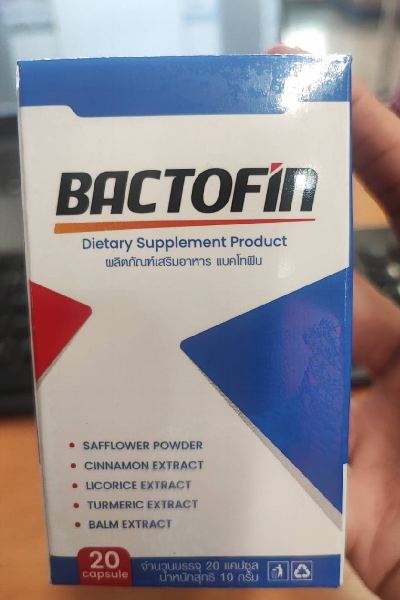 BACTOFIN
Dietary Supplement Product
ผลิตภัณฑ์เสริมอาหาร แบคโทฟิน
SAFFLOWER POWDER
CINNAMON EXTRACT
LICORICE EXTRACT
TURMERIC EXTRACT
BALM EXTRACT
20
capsule
จำนวนบรรจุ 20 แคปซูล
น้ำหนักสุทธิ 10 กรัม